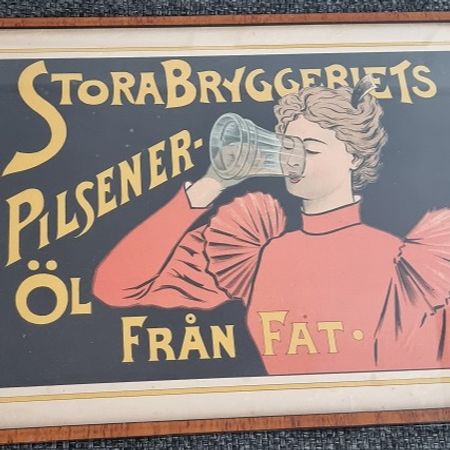 STORA BRYGGERIETS
PILSENER-
ÖL
FRÅN FAT.